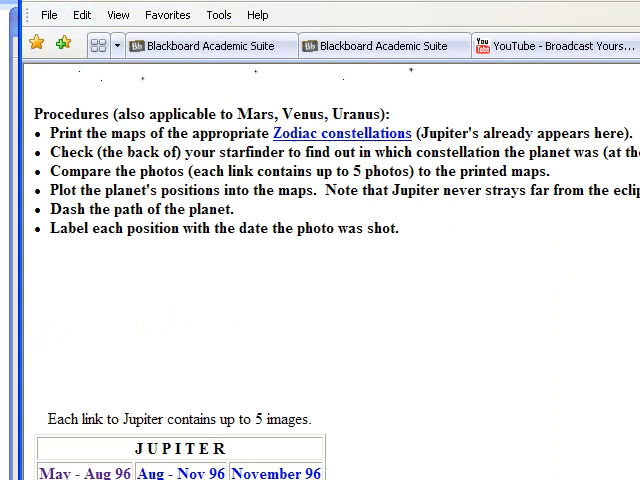 File Edit View Favorites Tools Help
Bb Blackboard Academic Suite Bb Blackboard Academic Suite You Tube YouTube - Broadcast Yours...
Procedures (also applicable to Mars, Venus, Uranus):
• Print the maps of the appropriate Zodiac constellations (Jupiter's already appears here).
• Check (the back of) your starfinder to find out in which constellation the planet was (at the
• Compare the photos (each link contains up to 5 photos) to the printed maps.
• Plot the planet's positions into the maps. Note that Jupiter never strays far from the eclip
• Dash the path of the planet.
• Label each position with the date the photo was shot.
Each link to Jupiter contains up to 5 images.
J U P I T E R
May - Aug 96 Aug - Nov 96 November 96